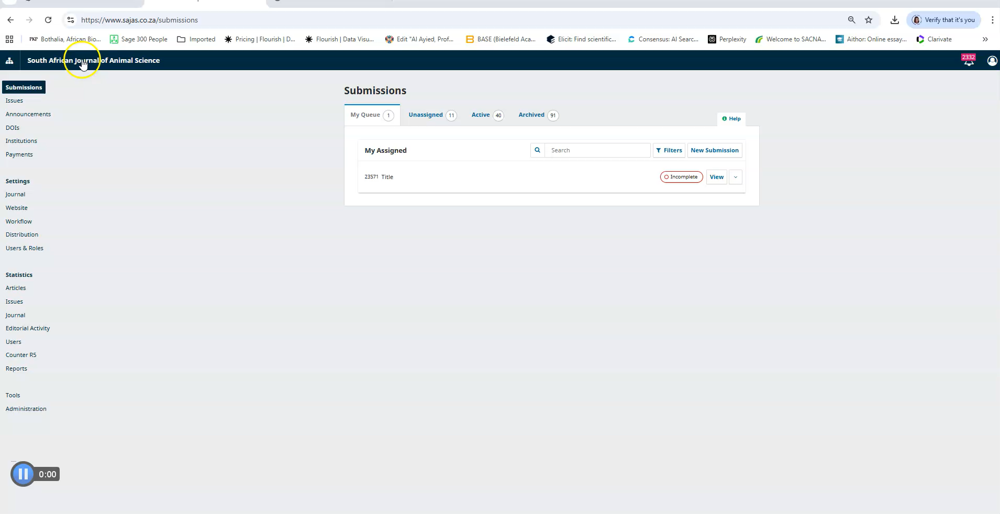 https://www.sajas.co.za/submissions
Verify that it's you
PKP Bothalia, African Bio...
Sage 300 People
Imported
Pricing | Flourish | D...
Flourish | Data Visu...
Edit "Al Ayied, Prof...
BASE (Bielefeld Aca...
Elicit: Find scientific...
Consensus: AI Searc...
Perplexity
Welcome to SACNA...
Aithor: Online essay...
Clarivate
South African Journal of Animal Science
2332
Submissions
Issues
Announcements
DOIs
Institutions
Payments
Settings
Journal
Website
Workflow
Distribution
Users & Roles
Statistics
Articles
Issues
Journal
Editorial Activity
Users
Counter R5
Reports
Tools
Administration
Submissions
My Queue 1
Unassigned 11
Active 40
Archived 91
Help
My Assigned
Search
Filters
New Submission
23571 Title
Incomplete
View
0:00